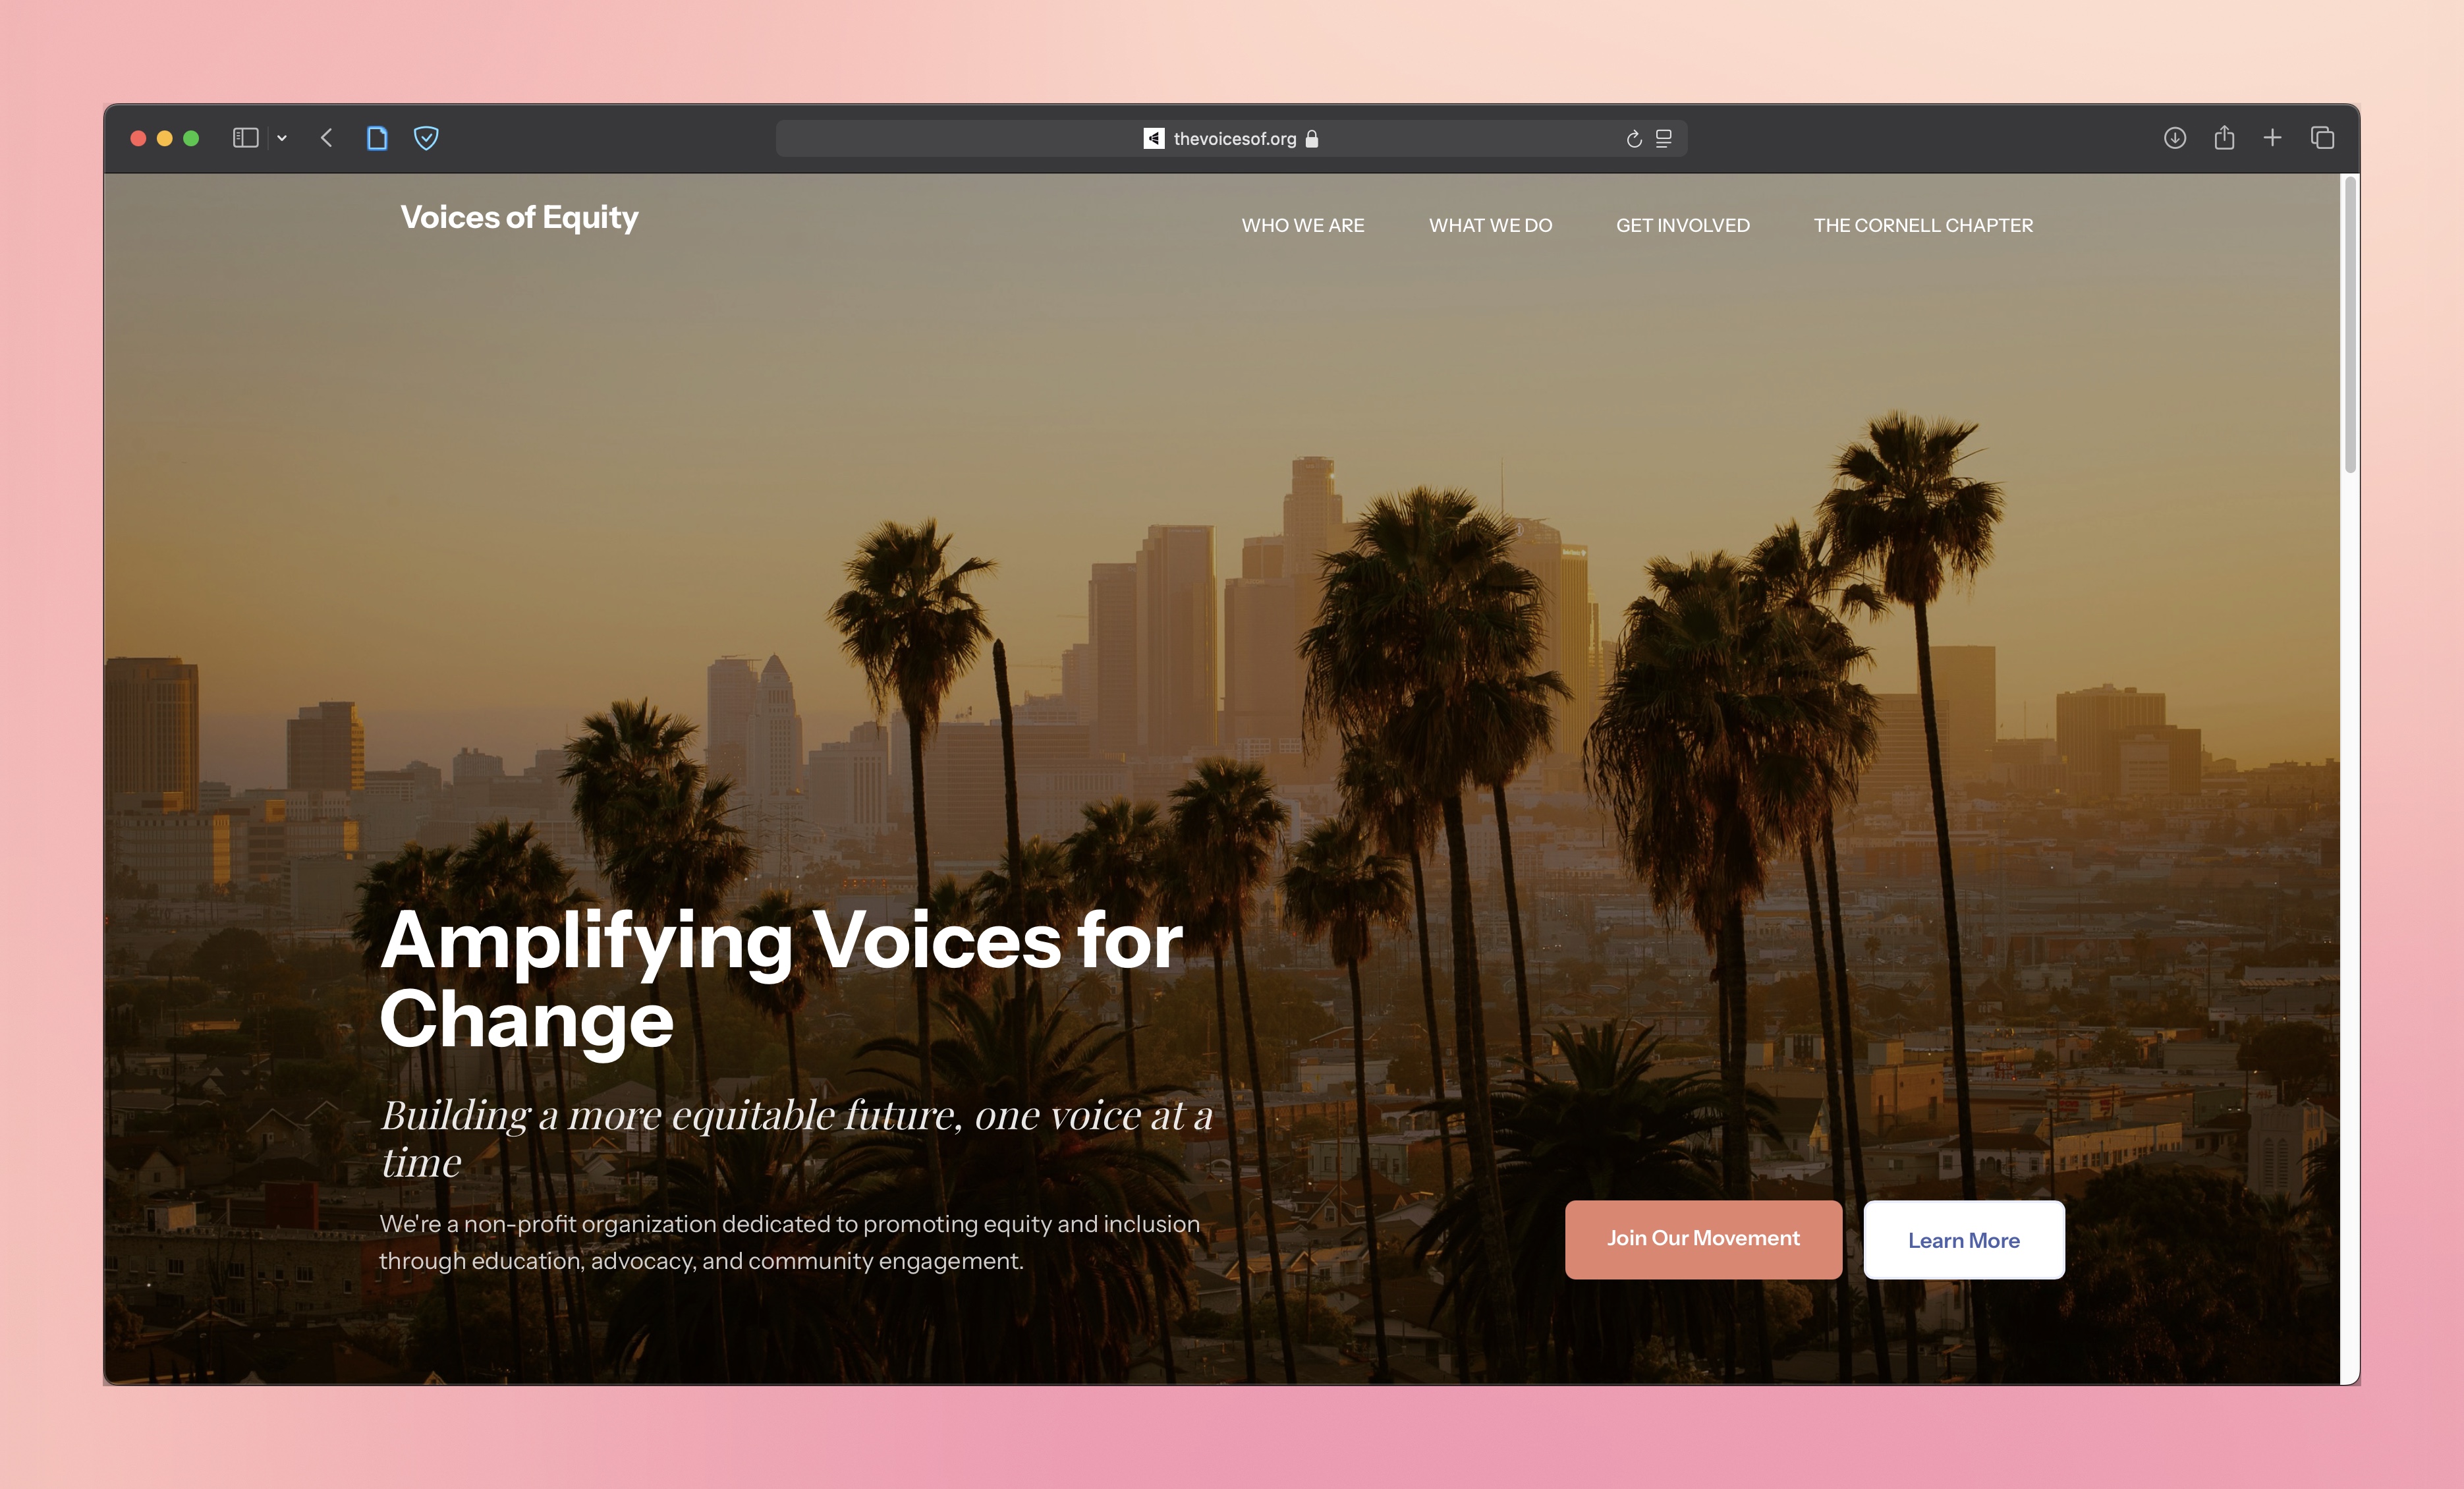 thevoicesof.org
Voices of Equity
WHO WE ARE WHAT WE DO GET INVOLVED THE CORNELL CHAPTER
Amplifying Voices for
Change
Building a more equitable future, one voice at a
time
We're a non-profit organization dedicated to promoting equity and inclusion
through education, advocacy, and community engagement.
Join Our Movement
Learn More